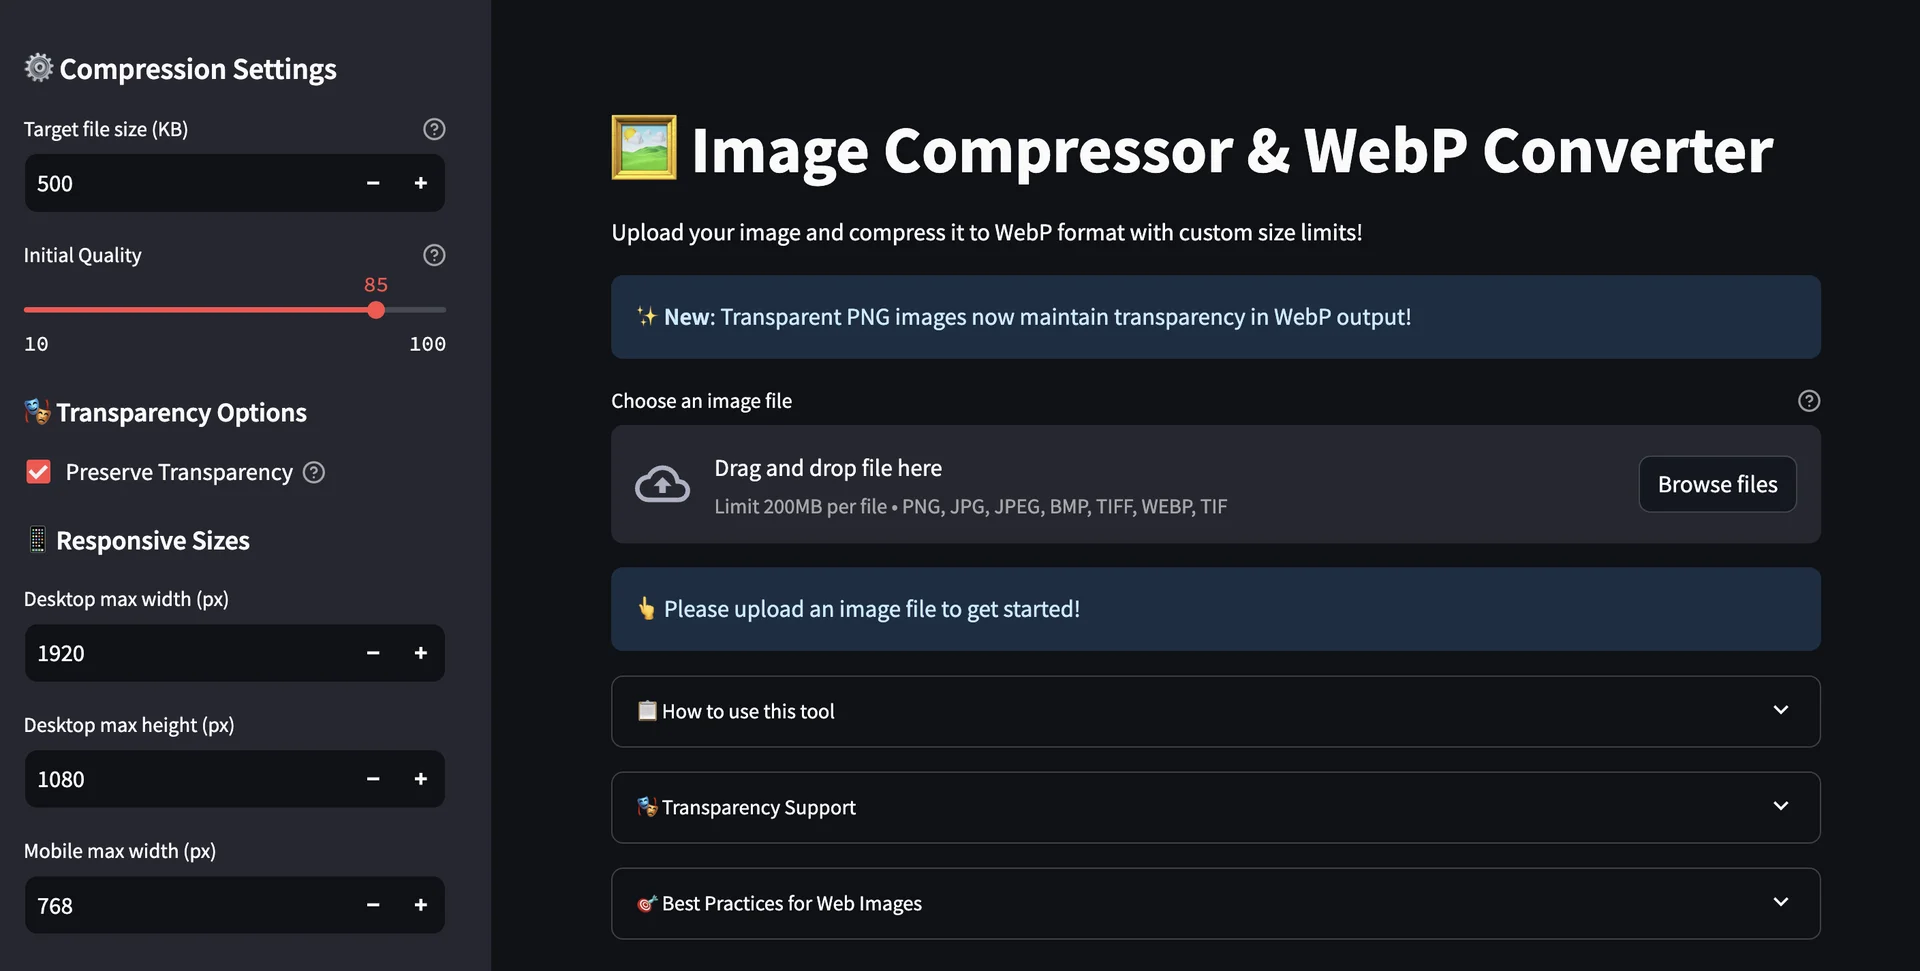 Compression Settings
Target file size (KB)
500
Initial Quality
85
10 100
Transparency Options
Preserve Transparency
Responsive Sizes
Desktop max width (px)
1920
Desktop max height (px)
1080
Mobile max width (px)
768
Image Compressor & WebP Converter
Upload your image and compress it to WebP format with custom size limits!
✨ New: Transparent PNG images now maintain transparency in WebP output!
Choose an image file
Drag and drop file here
Limit 200MB per file • PNG, JPG, JPEG, BMP, TIFF, WEBP, TIF
Browse files
👆 Please upload an image file to get started!
How to use this tool
Transparency Support
Best Practices for Web Images